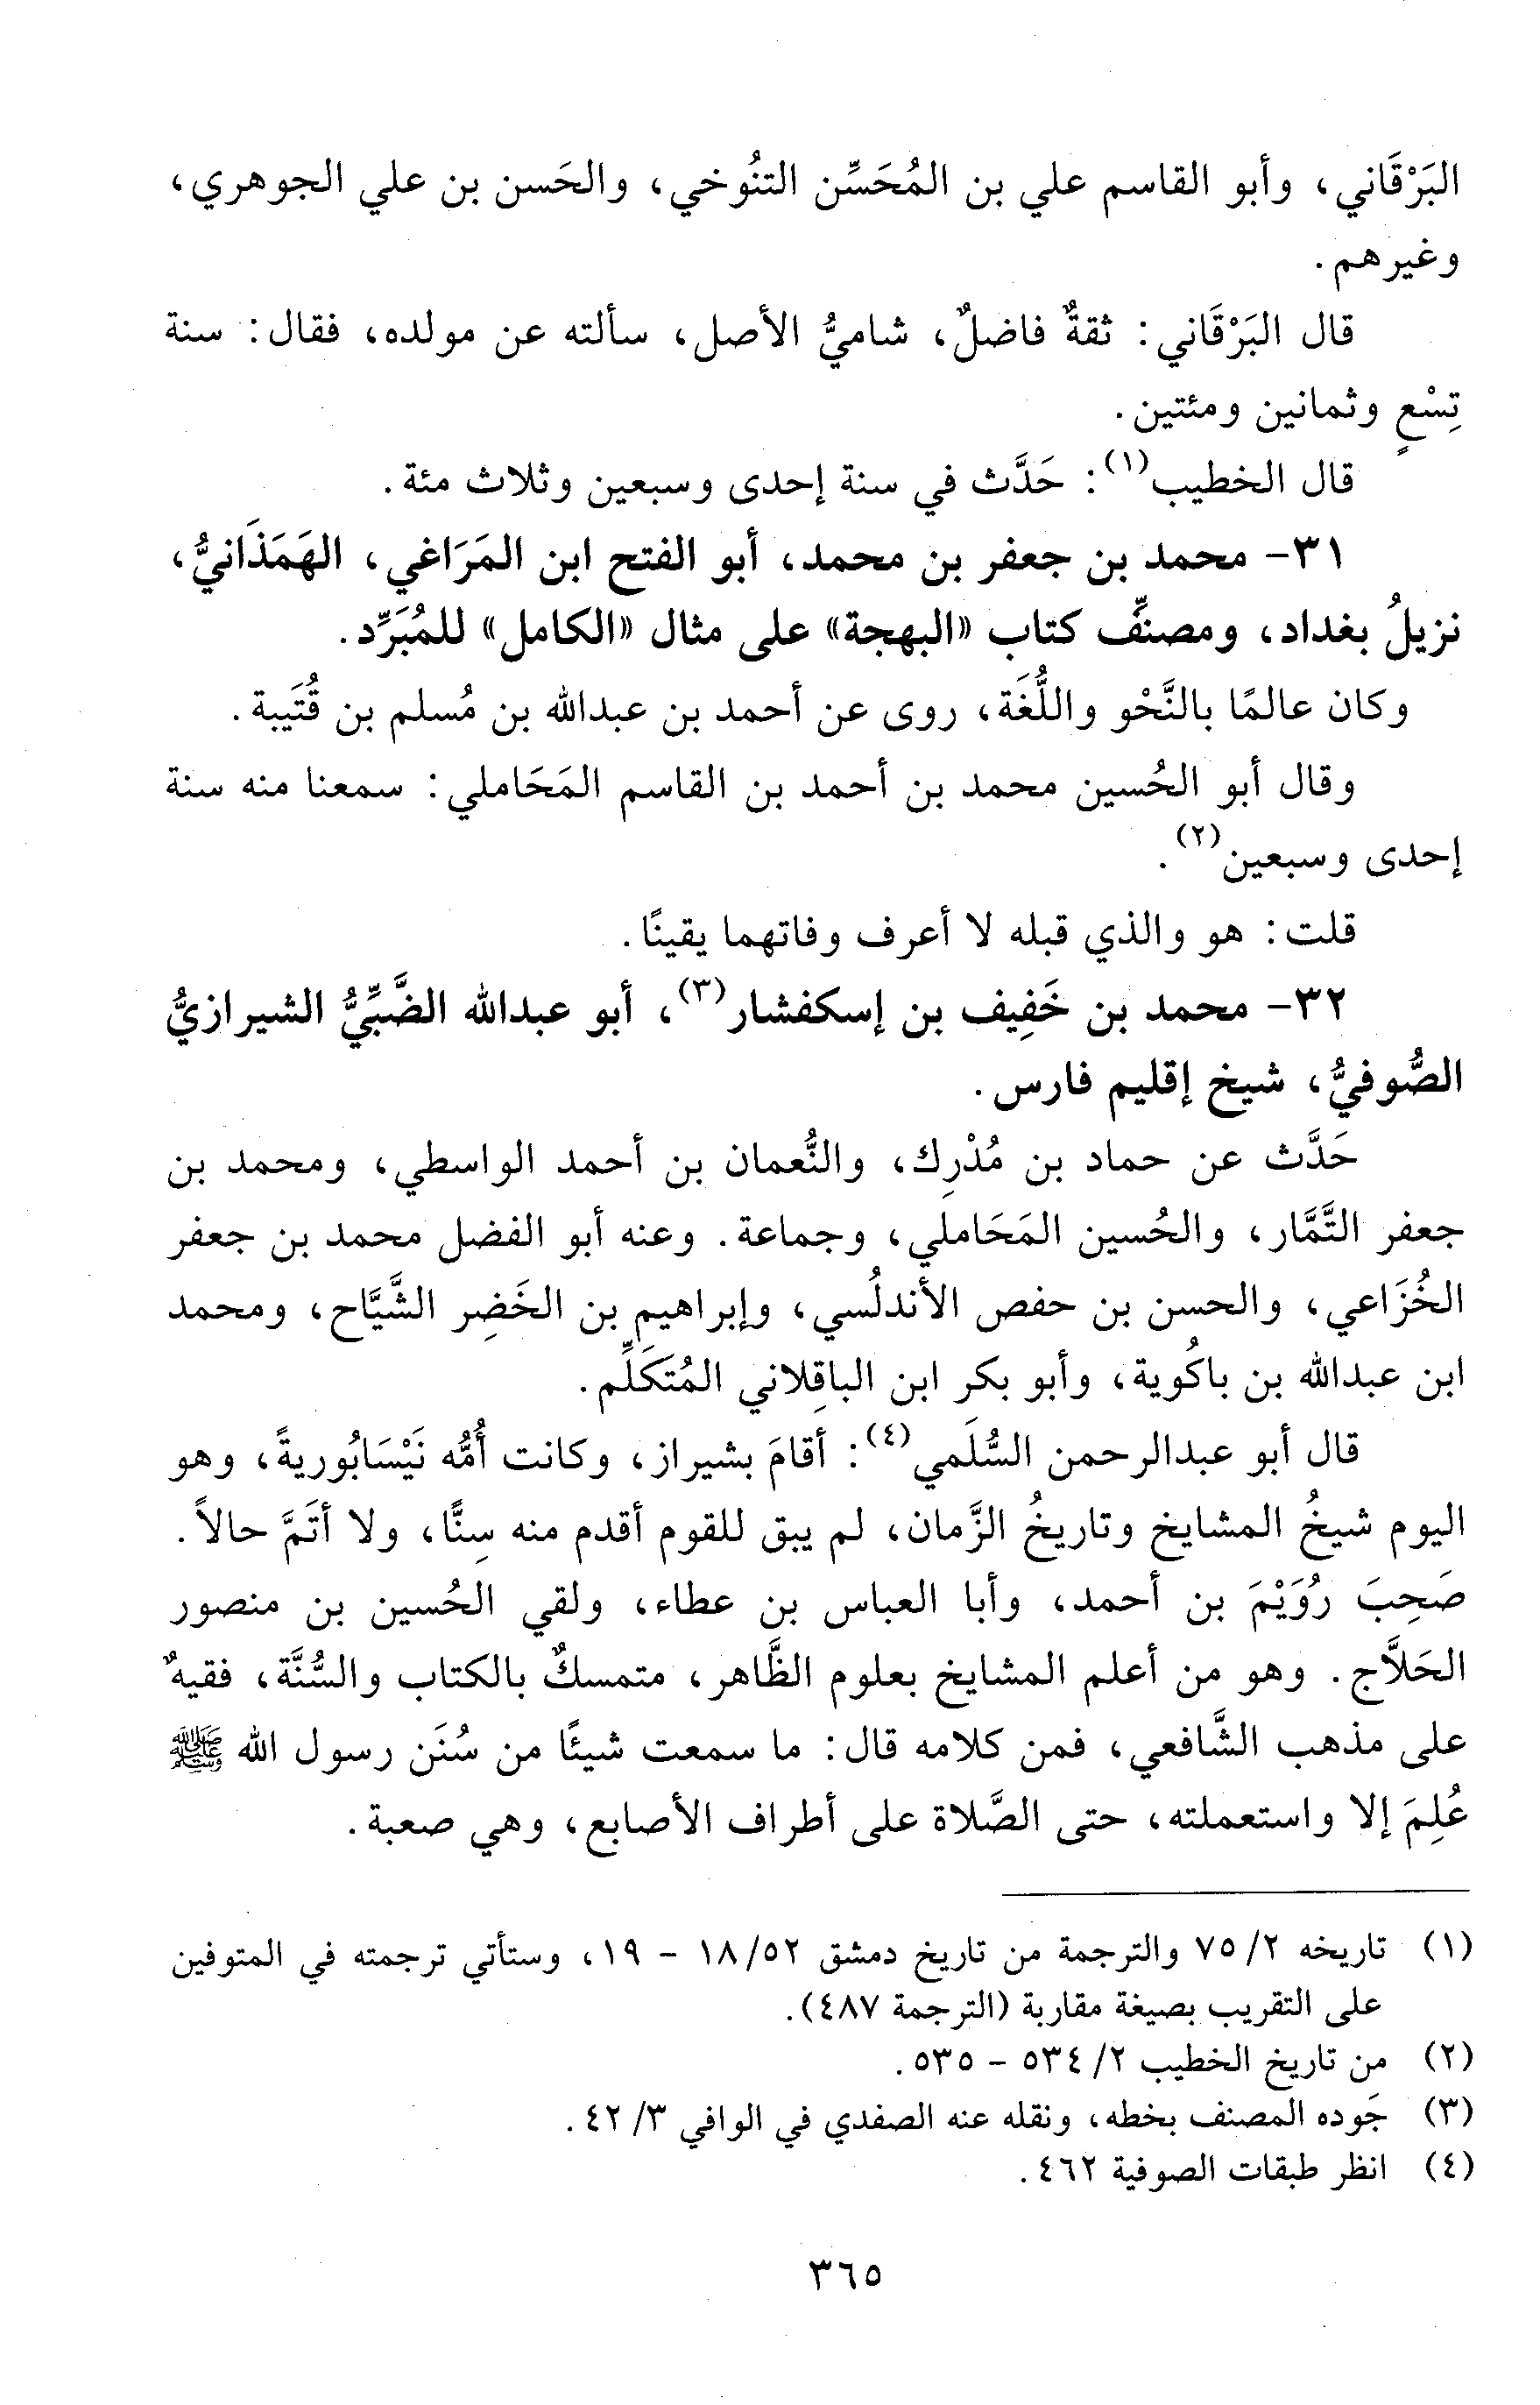 البَرْقَاني، وأبو القاسم علي بن المُحَسِّن التنُوخي، والحَسن بن علي الجوهري،
وغيرهم.
قال البَرْقَاني: ثقةٌ فاضلٌ، شاميُّ الأصل، سألته عن مولده، فقال: سنة
تِسْعٍ وثمانين ومئتين.
قال الخطيب(١): حَدَّث في سنة إحدى وسبعين وثلاث مئة.
٣١- محمد بن جعفر بن محمد، أبو الفتح ابن المَرَاغي، الهَمَذَانيُّ،
نزيلُ بغداد، ومصنِّف كتاب «البهجة» على مثال «الكامل» للمُبَرِّد.
وكان عالمًا بالنَّحْو واللُّغَة، روى عن أحمد بن عبدالله بن مُسلم بن قُتَيبة.
وقال أبو الحُسين محمد بن أحمد بن القاسم المَحَاملي: سمعنا منه سنة
إحدى وسبعين(٢).
قلت: هو والذي قبله لا أعرف وفاتهما يقينًا.
٣٢- محمد بن خَفِيف بن إسكفشار(٣)، أبو عبدالله الضَّبِّيُّ الشيرازيُّ
الصُّوفيُّ، شيخ إقليم فارس.
حَدَّث عن حماد بن مُدْرِك، والنُّعمان بن أحمد الواسطي، ومحمد بن
جعفر التَّمَّار، والحُسين المَحَاملي، وجماعة. وعنه أبو الفضل محمد بن جعفر
الخُزَاعي، والحسن بن حفص الأندلُسي، وإبراهيم بن الخَضِر الشَّيَّاح، ومحمد
ابن عبدالله بن باكُوية، وأبو بكر ابن الباقِلاني المُتَكَلِّم.
قال أبو عبدالرحمن السُّلَمي(٤): أقامَ بشيراز، وكانت أُمُّه نَيْسَابُوريةً، وهو
اليوم شيخُ المشايخ وتاريخُ الزَّمان، لم يبق للقوم أقدم منه سِنًّا، ولا أتَمَّ حالاً.
صَحِبَ رُوَيْمَ بن أحمد، وأبا العباس بن عطاء، ولقي الحُسين بن منصور
الحَلاَّج. وهو من أعلم المشايخ بعلوم الظَّاهر، متمسكٌ بالكتاب والسُّنَّة، فقيهٌ
على مذهب الشَّافعي، فمن كلامه قال: ما سمعت شيئًا من سُنَن رسول الله ﷺ
عُلِمَ إلا واستعملته، حتى الصَّلاة على أطراف الأصابع، وهي صعبة.
(١) تاريخه ٢/ ٧٥ والترجمة من تاريخ دمشق ٥٢/ ١٨ - ١٩، وستأتي ترجمته في المتوفين
على التقريب بصيغة مقاربة (الترجمة ٤٨٧).
(٢) من تاريخ الخطيب ٢/ ٥٣٤ - ٥٣٥.
(٣) جَوده المصنف بخطه، ونقله عنه الصفدي في الوافي ٣/ ٤٢.
(٤) انظر طبقات الصوفية ٤٦٢.
٣٦٥